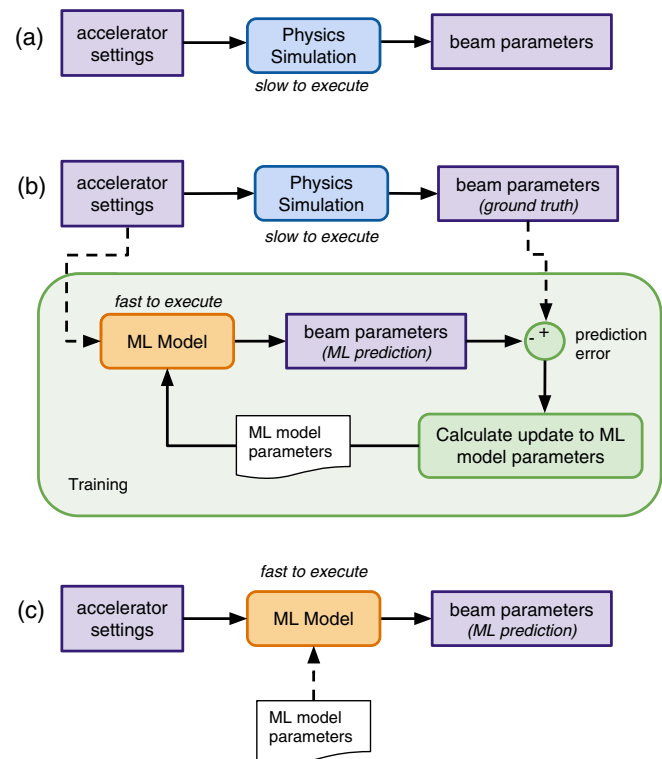 (a)
accelerator
settings
Physics
Simulation
slow to execute
beam parameters
(b)
accelerator
settings
Physics
Simulation
slow to execute
beam parameters
(ground truth)
fast to execute
ML Model
beam parameters
(ML prediction)
- +
prediction
error
ML model
parameters
Calculate update to ML
model parameters
Training
(c)
accelerator
settings
fast to execute
ML Model
beam parameters
(ML prediction)
ML model
parameters